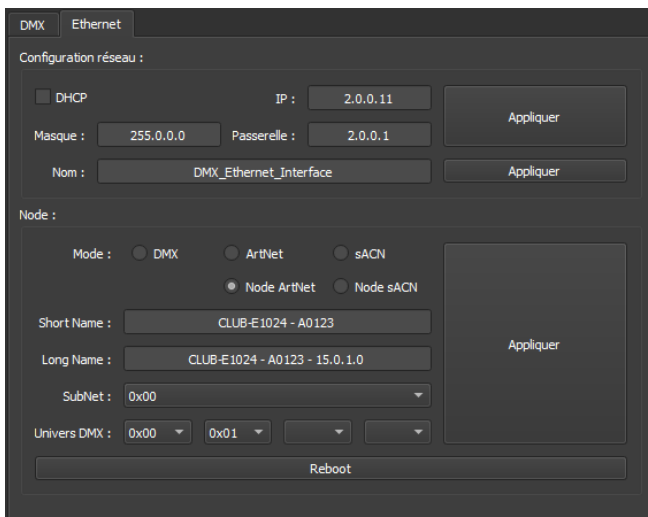 DMX Ethernet
Configuration réseau :
DHCP IP : 2.0.0.11
Appliquer
Masque : 255.0.0.0 Passerelle : 2.0.0.1
Nom : DMX_Ethernet_Interface Appliquer
Node :
Mode : DMX ArtNet sACN
Node ArtNet Node sACN
Short Name : CLUB-E1024 - A0123
Appliquer
Long Name : CLUB-E1024 - A0123 - 15.0.1.0
SubNet : 0x00
Univers DMX : 0x00 0x01
Reboot